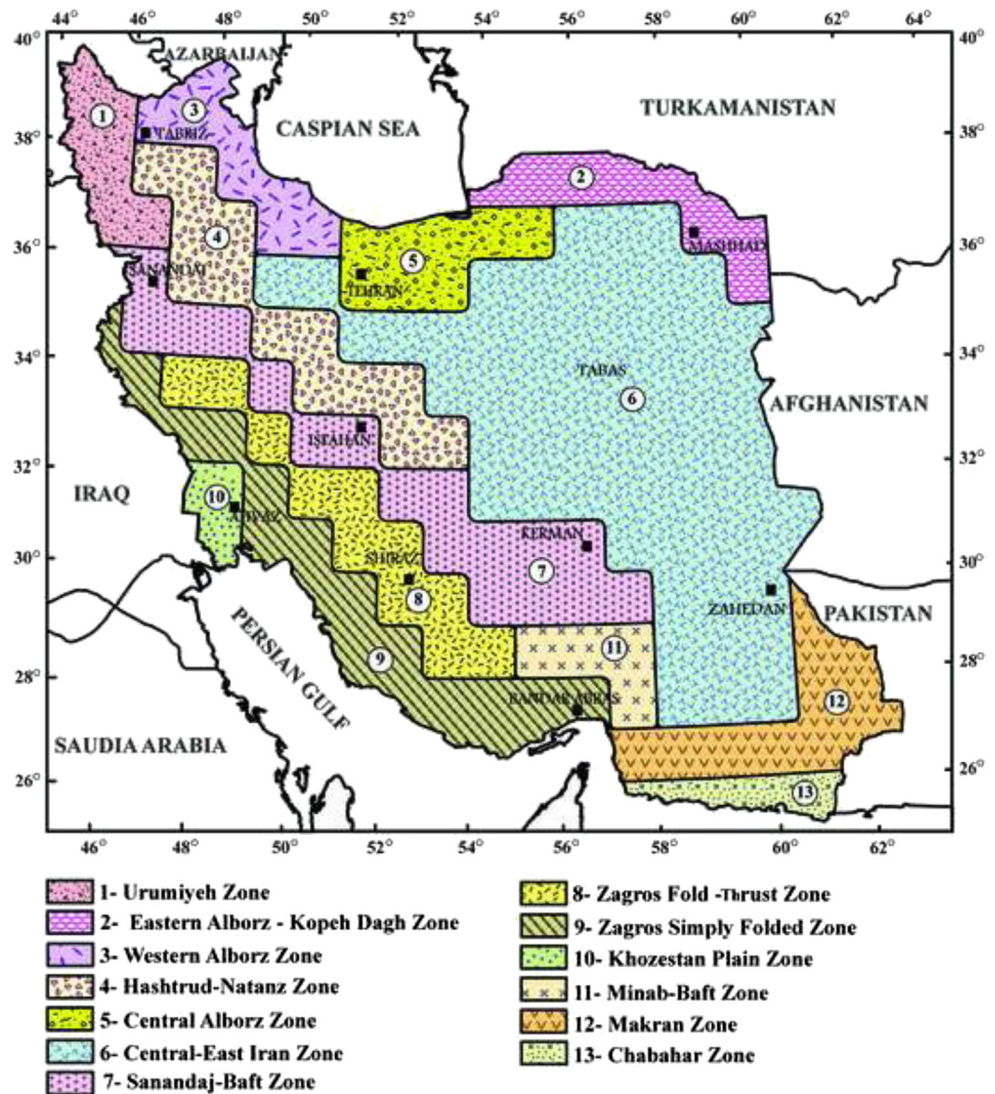 44° 46° 48° 50° 52° 54° 56° 58° 60° 62° 64°
40° 40°
AZARBAIJAN
TURKAMANISTAN
CASPIAN SEA
1 3
38° TABRIZ 38°
2
4 5 MASHHAD
36° 36°
SANANDAJ TEHRAN
34° 34°
TABAS
6 AFGHANISTAN
ISFAHAN
32° 32°
IRAQ 10
AHVAZ
KERMAN
30° 30°
SHIRAZ 7
8 ZAHEDAN PAKISTAN
PERSIAN GULF
9 11
28° 28°
BANDAR ABBAS 12
SAUDIA ARABIA
26° 13 26°
46° 48° 50° 52° 54° 56° 58° 60° 62°
1- Urumiyeh Zone
2- Eastern Alborz - Kopeh Dagh Zone
3- Western Alborz Zone
4- Hashtrud-Natanz Zone
5- Central Alborz Zone
6- Central-East Iran Zone
7- Sanandaj-Baft Zone
8- Zagros Fold -Thrust Zone
9- Zagros Simply Folded Zone
10- Khozestan Plain Zone
11- Minab-Baft Zone
12- Makran Zone
13- Chabahar Zone